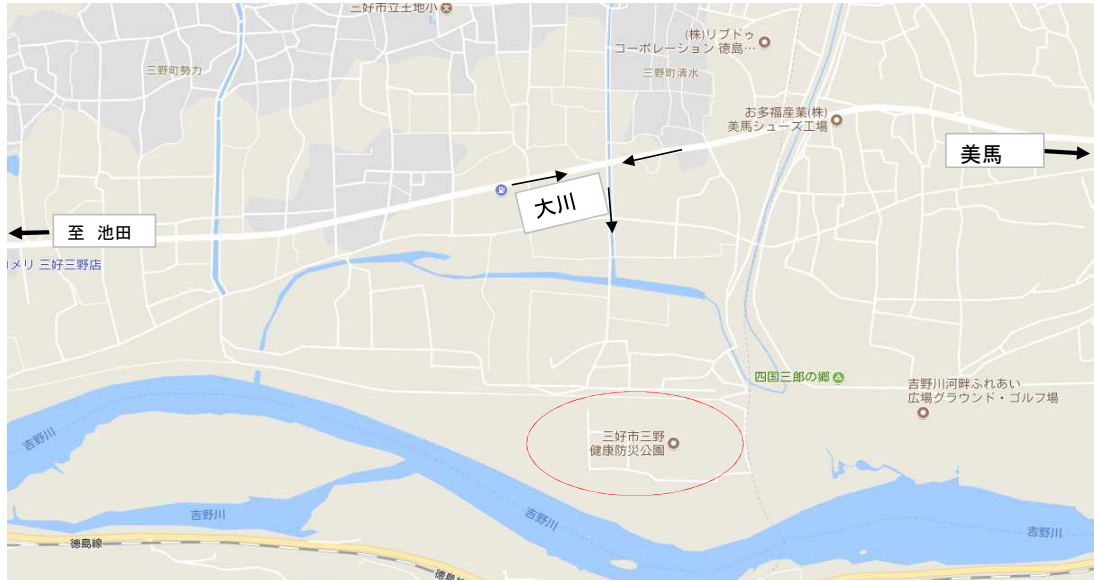 三好市立王地小
三野町勢力
(株)リブドゥ
コーポレーション 徳島…
三野町清水
お多福産業(株)
美馬シューズ工場
美馬
大川
至 池田
メリ 三好三野店
四国三郎の郷
吉野川河畔ふれあい
広場グラウンド・ゴルフ場
三好市三野
健康防災公園
吉野川
吉野川
吉野川
吉野川
徳島線
徳島線